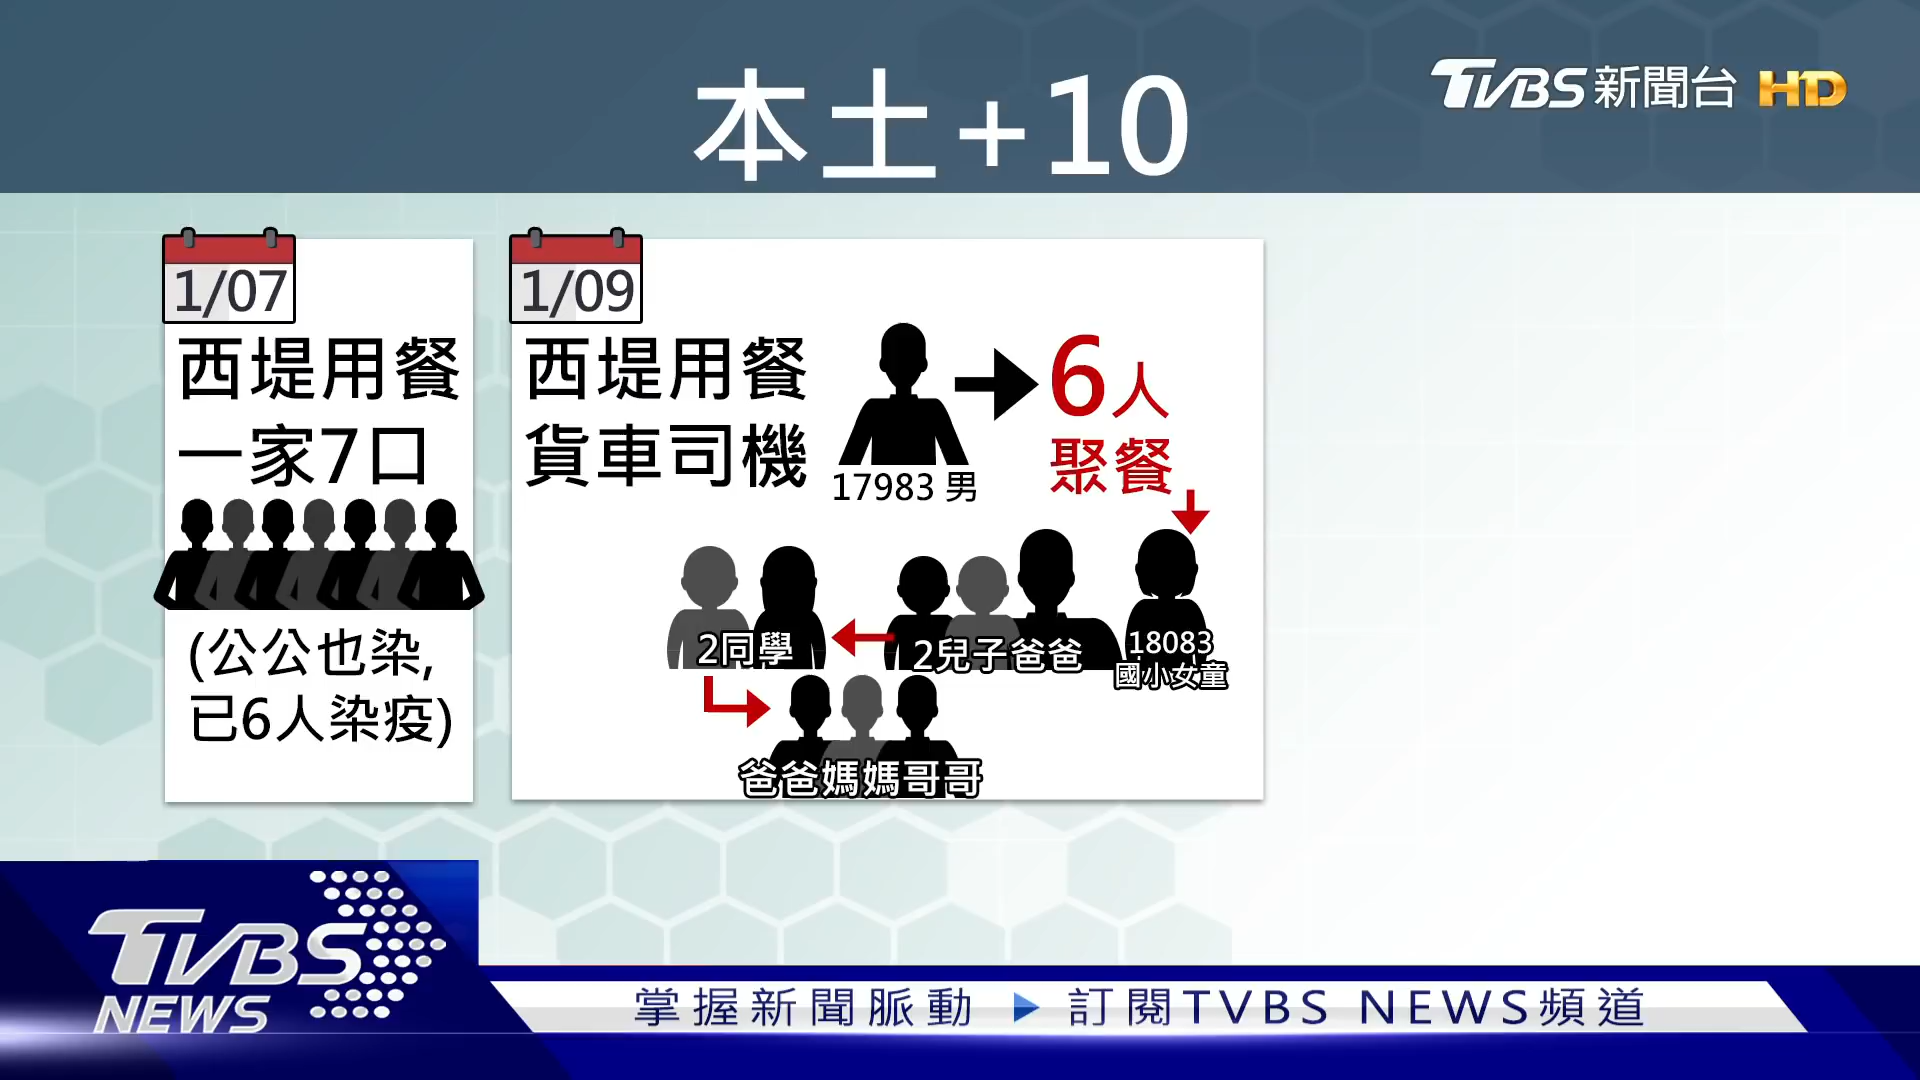 本土+10
TVBS新聞台 HD
1/07
西堤用餐
一家7口
(公公也染,
已6人染疫)
1/09
西堤用餐
貨車司機
17983 男
6人
聚餐
18083
國小女童
2兒子爸爸
2同學
爸爸媽媽哥哥
TVBS
NEWS
掌握新聞脈動 ▶ 訂閱TVBS NEWS頻道